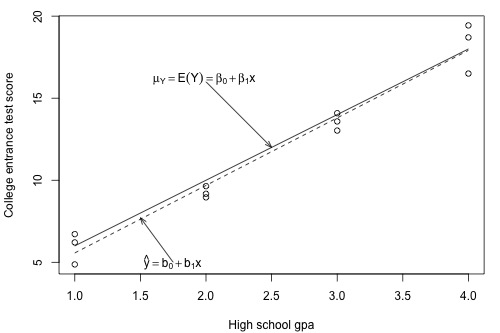 College entrance test score
20
15
10
5
μY = E(Y) = β0 + β1x
ŷ = b0 + b1x
1.0 1.5 2.0 2.5 3.0 3.5 4.0
High school gpa